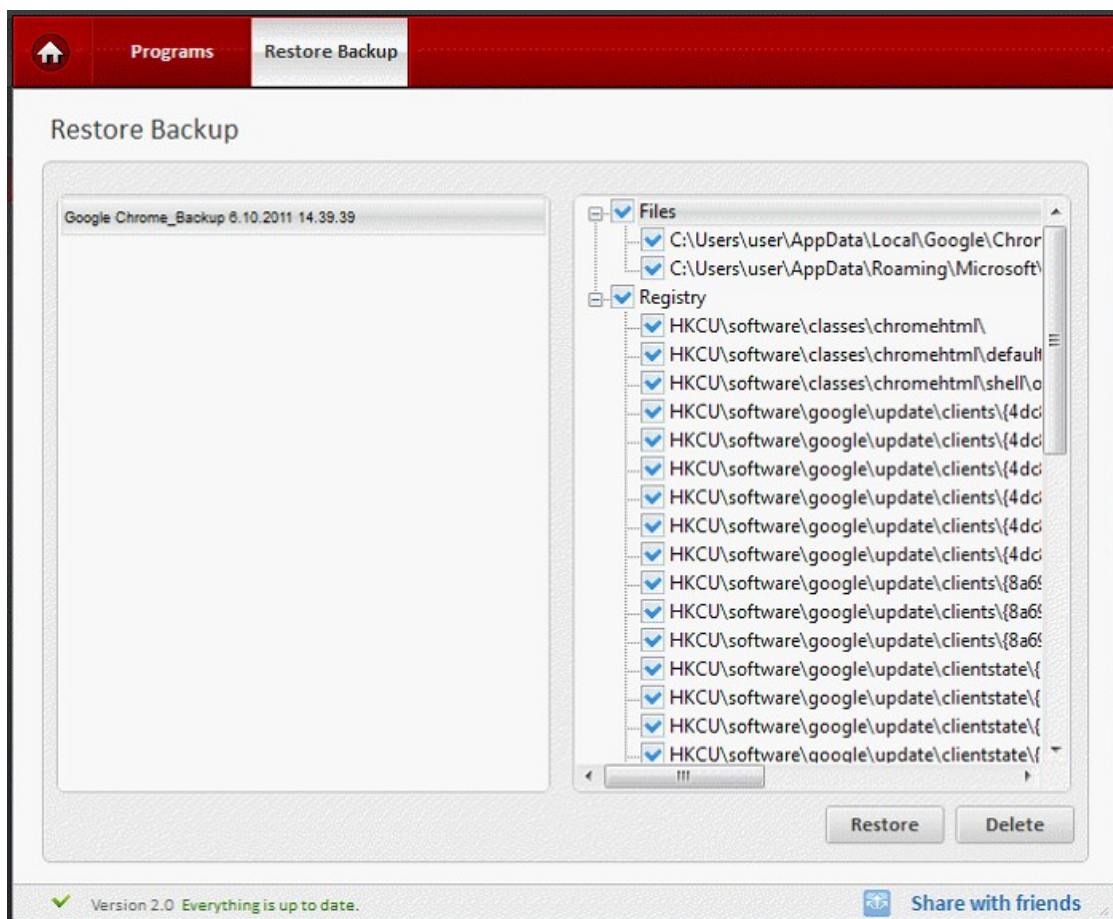 Programs
Restore Backup
Restore Backup
Google Chrome_Backup 6.10.2011 14.39.39
Files
C:\Users\user\AppData\Local\Google\Chror
C:\Users\user\AppData\Roaming\Microsoft\
Registry
HKCU\software\classes\chromehtml\
HKCU\software\classes\chromehtml\default
HKCU\software\classes\chromehtml\shell\o
HKCU\software\google\update\clients\{4dc
HKCU\software\google\update\clients\{4dc
HKCU\software\google\update\clients\{4dc
HKCU\software\google\update\clients\{4dc
HKCU\software\google\update\clients\{4dc
HKCU\software\google\update\clients\{4dc
HKCU\software\google\update\clients\{8a69
HKCU\software\google\update\clients\{8a69
HKCU\software\google\update\clients\{8a69
HKCU\software\google\update\clientstate\{
HKCU\software\google\update\clientstate\{
HKCU\software\google\update\clientstate\{
HKCU\software\google\update\clientstate\{
Restore
Delete
Version 2.0 Everything is up to date.
Share with friends